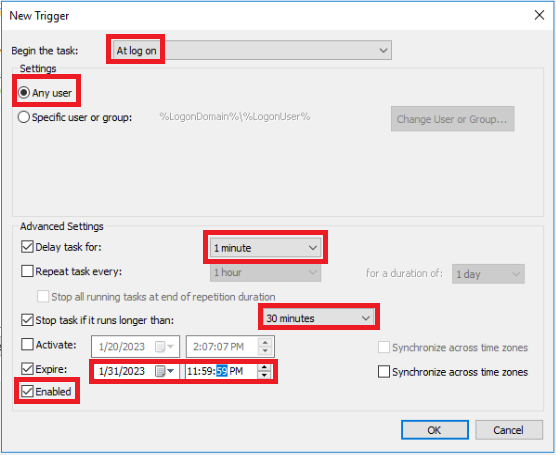 New Trigger
Begin the task: At log on
Settings
Any user
Specific user or group: %LogonDomain%\%LogonUser% Change User or Group...
Advanced Settings
Delay task for: 1 minute
Repeat task every: 1 hour for a duration of: 1 day
Stop all running tasks at end of repetition duration
Stop task if it runs longer than: 30 minutes
Activate: 1/20/2023 2:07:07 PM Synchronize across time zones
Expire: 1/31/2023 11:59:59 PM Synchronize across time zones
Enabled
OK Cancel